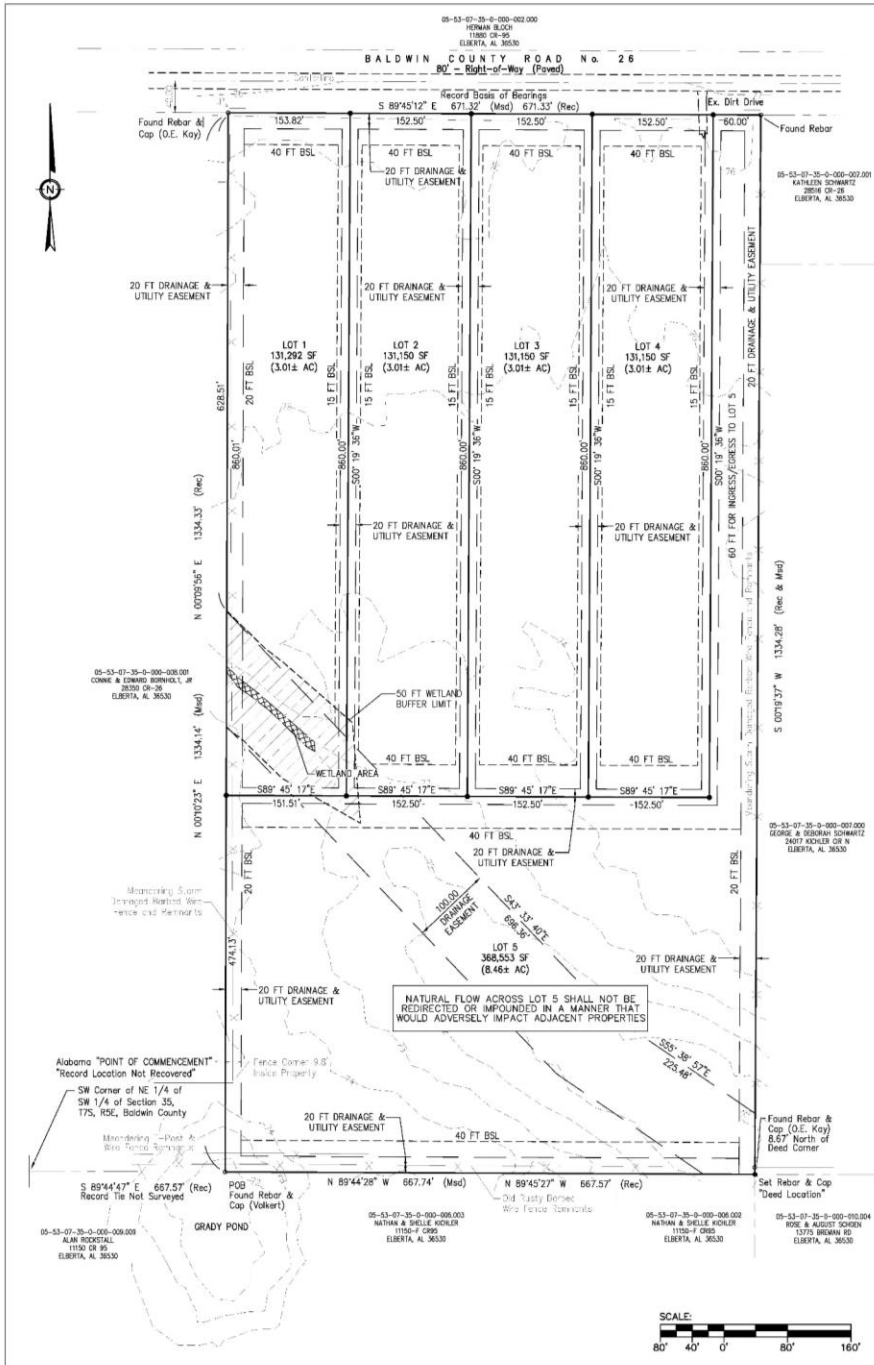 05-53-07-35-0-000-002.000
HERMAN BLOCH
11880 CR-95
ELBERTA, AL 36530
BALDWIN COUNTY ROAD No. 26
80' - Right-of-Way (Paved)
Centerline
Record Basis of Bearings
S 89°45'12" E 671.32' (Msd) 671.33' (Rec)
Ex. Dirt Drive
Found Rebar &
Cap (O.E. Kay)
153.82'
152.50'
152.50'
152.50'
60.00'
Found Rebar
40 FT BSL
40 FT BSL
40 FT BSL
40 FT BSL
76
20 FT DRAINAGE &
UTILITY EASEMENT
N
05-53-07-35-0-000-007.001
KATHLEEN SCHWARTZ
28516 CR-26
ELBERTA, AL 36530
20 FT DRAINAGE & UTILITY EASEMENT
20 FT DRAINAGE &
UTILITY EASEMENT
20 FT DRAINAGE &
UTILITY EASEMENT
20 FT DRAINAGE &
UTILITY EASEMENT
20 FT DRAINAGE &
UTILITY EASEMENT
LOT 1
131,292 SF
(3.01± AC)
LOT 2
131,150 SF
(3.01± AC)
LOT 3
131,150 SF
(3.01± AC)
LOT 4
131,150 SF
(3.01± AC)
20 FT BSL
15 FT BSL
15 FT BSL
15 FT BSL
15 FT BSL
15 FT BSL
15 FT BSL
15 FT BSL
628.51'
860.01'
860.00'
S00° 19' 36"W
860.00'
S00° 19' 36"W
860.00'
S00° 19' 36"W
860.00'
S00° 19' 36"W
60 FT FOR INGRESS/EGRESS TO LOT 5
N 00°09'56" E 1334.33' (Rec)
20 FT DRAINAGE &
UTILITY EASEMENT
20 FT DRAINAGE &
UTILITY EASEMENT
Meandering Storm Damaged Barbed Wire Fence and Remnants
S 00°19'37" W 1334.28' (Rec & Msd)
05-53-07-35-0-000-008.001
CONNIE & EDWARD BORNHOLT, JR
28350 CR-26
ELBERTA, AL 36530
N 00°10'23" E 1334.14' (Msd)
50 FT WETLAND
BUFFER LIMIT
WETLAND AREA
40 FT BSL
40 FT BSL
40 FT BSL
S89° 45' 17"E
S89° 45' 17"E
S89° 45' 17"E
S89° 45' 17"E
151.51'
152.50'
152.50'
152.50'
40 FT BSL
20 FT DRAINAGE &
UTILITY EASEMENT
05-53-07-35-0-000-007.000
GEORGE & DEBORAH SCHWARTZ
24017 KICHLER CIR N
ELBERTA, AL 36530
20 FT BSL
20 FT BSL
Meandering Storm
Damaged Barbed Wire
Fence and Remnants
474.13'
100.00
DRAINAGE
EASEMENT
S43° 33' 40"E
696.36'
LOT 5
368,553 SF
(8.46± AC)
20 FT DRAINAGE &
UTILITY EASEMENT
20 FT DRAINAGE &
UTILITY EASEMENT
NATURAL FLOW ACROSS LOT 5 SHALL NOT BE
REDIRECTED OR IMPOUNDED IN A MANNER THAT
WOULD ADVERSELY IMPACT ADJACENT PROPERTIES
S55° 38' 57"E
225.48'
Alabama "POINT OF COMMENCEMENT"
"Record Location Not Recovered"
Fence Corner 9.8'
Inside Property
SW Corner of NE 1/4 of
SW 1/4 of Section 35,
T7S, R5E, Baldwin County
20 FT DRAINAGE &
UTILITY EASEMENT
Found Rebar &
Cap (O.E. Kay)
8.67' North of
Deed Corner
Meandering T-Post &
Wire Fence Remnants
40 FT BSL
S 89°44'47" E 667.57' (Rec)
Record Tie Not Surveyed
POB
Found Rebar &
Cap (Volkert)
N 89°44'28" W 667.74' (Msd)
N 89°45'27" W 667.57' (Rec)
Old Rusty Barbed
Wire Fence Remnants
Set Rebar & Cap
"Deed Location"
GRADY POND
05-53-07-35-0-000-009.009
ALAN ROCKSTALL
11150 CR 95
ELBERTA, AL 36530
05-53-07-35-0-000-006.003
NATHAN & SHELLIE KICHLER
11150-F CR95
ELBERTA, AL 36530
05-53-07-35-0-000-006.002
NATHAN & SHELLIE KICHLER
11150-F CR95
ELBERTA, AL 36530
05-53-07-35-0-000-010.004
ROSE & AUGUST SCHOEN
13775 BREMAN RD
ELBERTA, AL 36530
SCALE:
80' 40' 0' 80' 160'